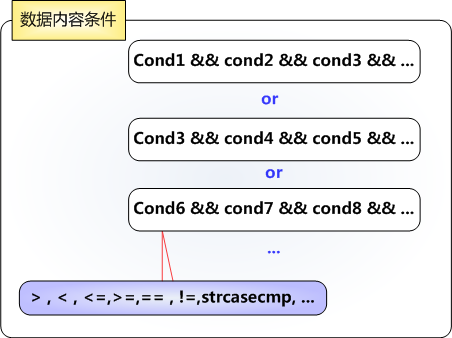 数据内容条件
Cond1 && cond2 && cond3 && ...
or
Cond3 && cond4 && cond5 && ...
or
Cond6 && cond7 && cond8 && ...
...
> , < , <=,>=,== , !=,strcasecmp, ...